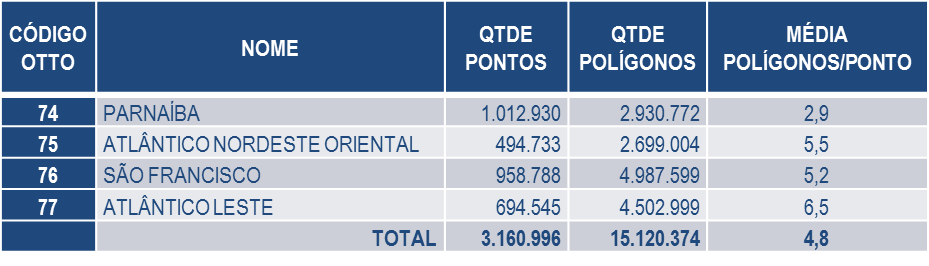 CÓDIGO OTTO NOME QTDE PONTOS QTDE POLÍGONOS MÉDIA POLÍGONOS/PONTO
74 PARNAÍBA 1.012.930 2.930.772 2,9
75 ATLÂNTICO NORDESTE ORIENTAL 494.733 2.699.004 5,5
76 SÃO FRANCISCO 958.788 4.987.599 5,2
77 ATLÂNTICO LESTE 694.545 4.502.999 6,5
TOTAL 3.160.996 15.120.374 4,8